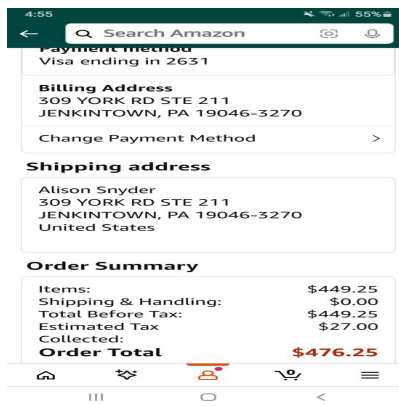 4:55
55%
Search Amazon
Payment method
Visa ending in 2631
Billing Address
309 YORK RD STE 211
JENKINTOWN, PA 19046-3270
Change Payment Method >
Shipping address
Alison Snyder
309 YORK RD STE 211
JENKINTOWN, PA 19046-3270
United States
Order Summary
Items: $449.25
Shipping & Handling: $0.00
Total Before Tax: $449.25
Estimated Tax $27.00
Collected:
Order Total $476.25
0